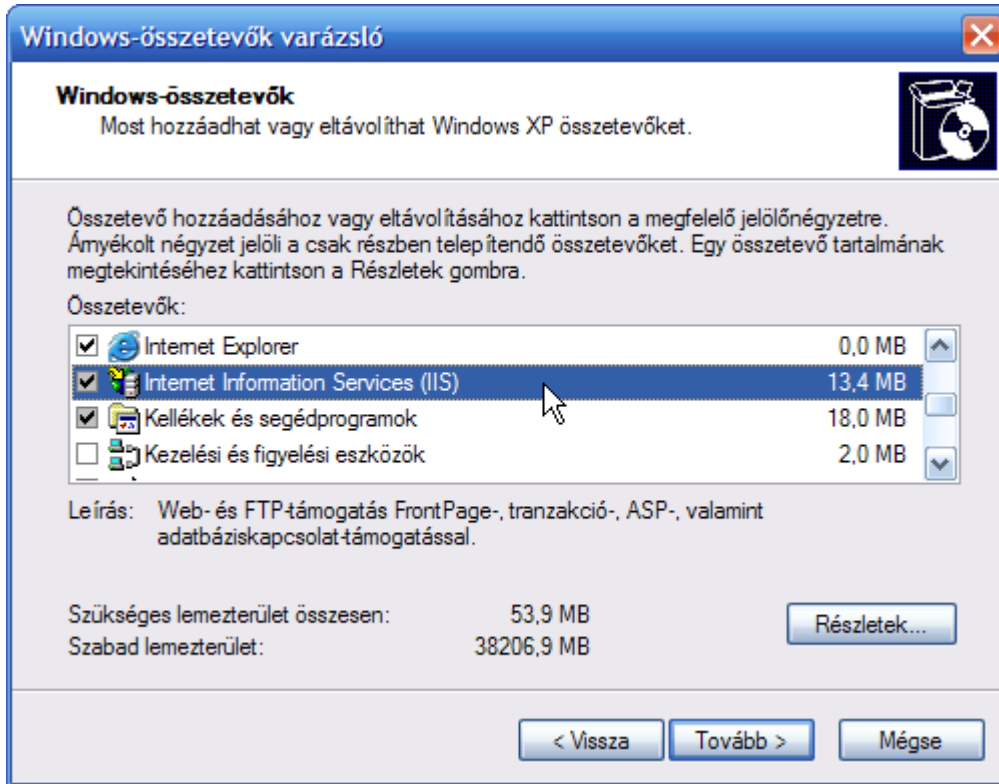 Windows-összetevők varázsló
Windows-összetevők
Most hozzáadhat vagy eltávolíthat Windows XP összetevőket.
Összetevő hozzáadásához vagy eltávolításához kattintson a megfelelő jelölőnégyzetre.
Árnyékolt négyzet jelöli a csak részben telepítendő összetevőket. Egy összetevő tartalmának
megtekintéséhez kattintson a Részletek gombra.
Összetevők:
Internet Explorer 0,0 MB
Internet Information Services (IIS) 13,4 MB
Kellékek és segédprogramok 18,0 MB
Kezelési és figyelési eszközök 2,0 MB
Leírás: Web- és FTP-támogatás FrontPage-, tranzakció-, ASP-, valamint
adatbáziskapcsolat-támogatással.
Szükséges lemezterület összesen: 53,9 MB
Szabad lemezterület: 38206,9 MB
Részletek...
< Vissza Tovább > Mégse